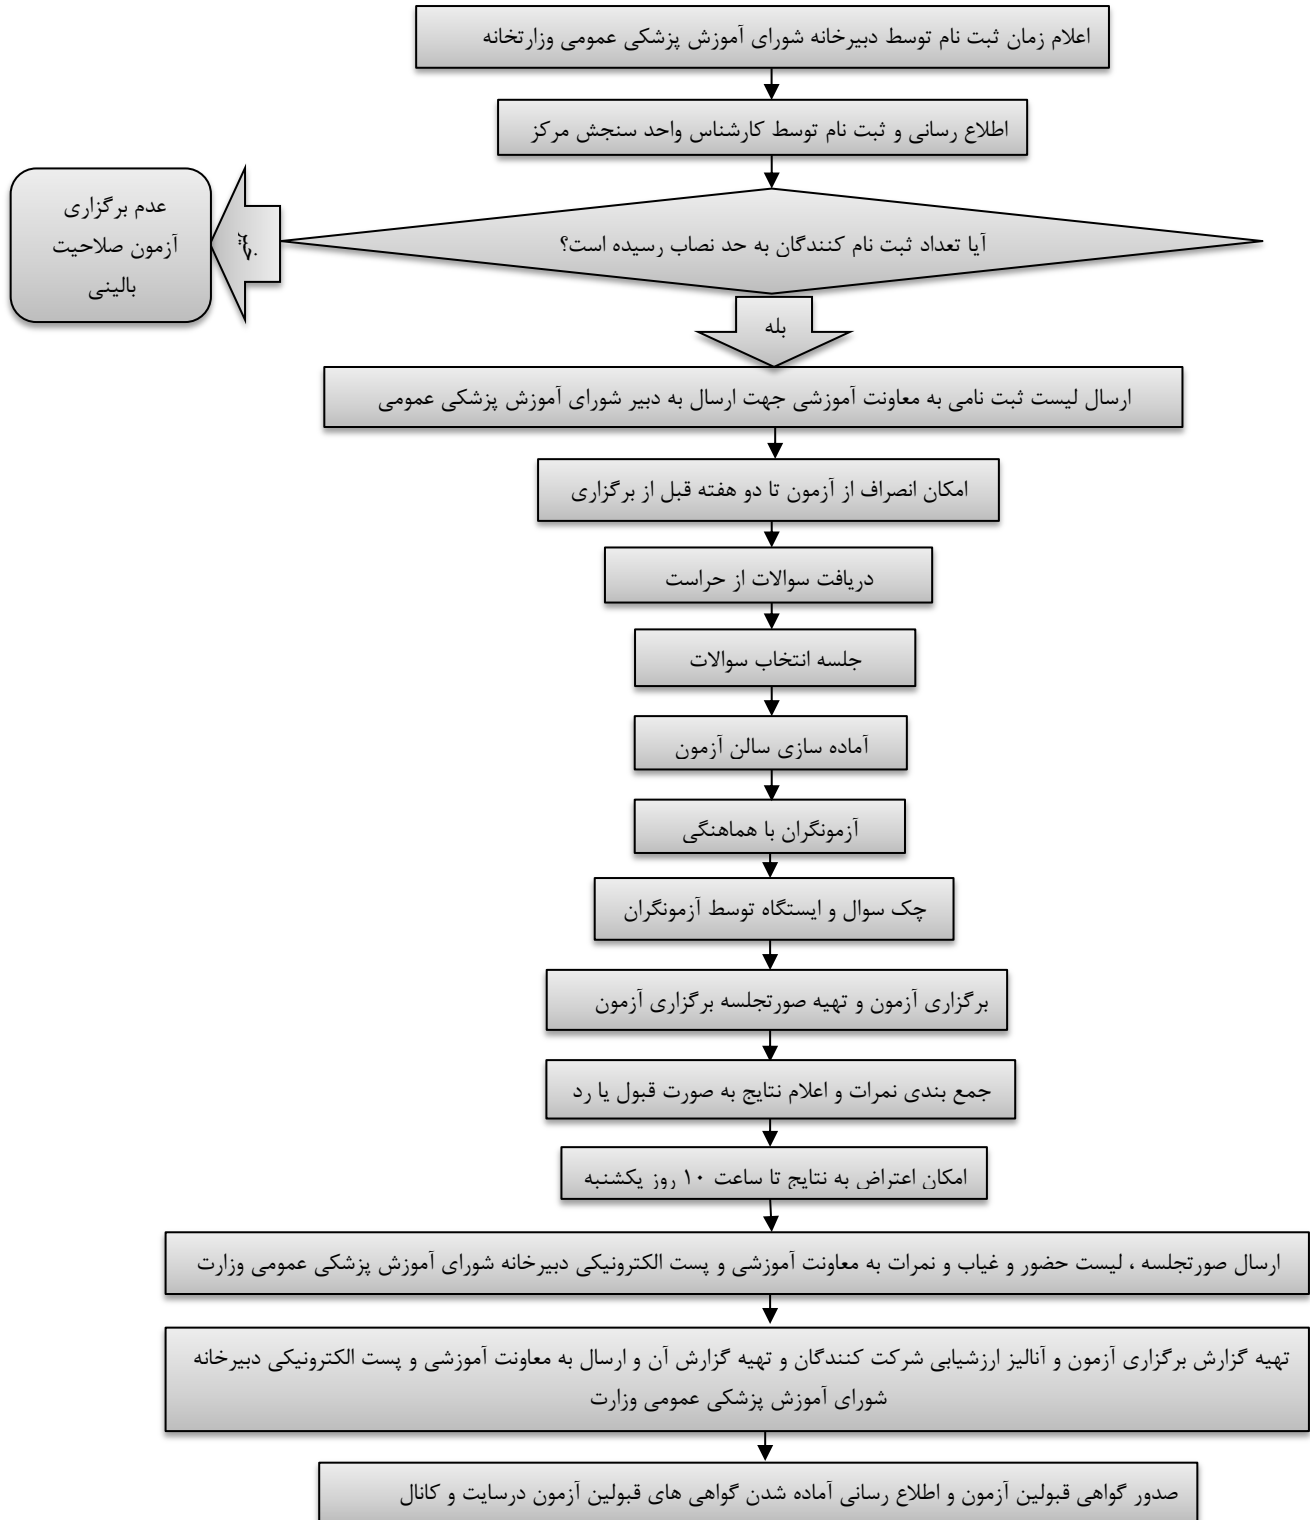 اعلام زمان ثبت نام توسط دبیرخانه شورای آموزش پزشکی عمومی وزارتخانه
اطلاع رسانی و ثبت نام توسط کارشناس واحد سنجش مرکز
آیا تعداد ثبت نام کنندگان به حد نصاب رسیده است؟
خیر
عدم برگزاری
آزمون صلاحیت
بالینی
بله
ارسال لیست ثبت نامی به معاونت آموزشی جهت ارسال به دبیر شورای آموزش پزشکی عمومی
امکان انصراف از آزمون تا دو هفته قبل از برگزاری
دریافت سوالات از حراست
جلسه انتخاب سوالات
آماده سازی سالن آزمون
آزمونگران با هماهنگی
چک سوال و ایستگاه توسط آزمونگران
برگزاری آزمون و تهیه صورتجلسه برگزاری آزمون
جمع بندی نمرات و اعلام نتایج به صورت قبول یا رد
امکان اعتراض به نتایج تا ساعت ۱۰ روز یکشنبه
ارسال صورتجلسه ، لیست حضور و غیاب و نمرات به معاونت آموزشی و پست الکترونیکی دبیرخانه شورای آموزش پزشکی عمومی وزارت
تهیه گزارش برگزاری آزمون و آنالیز ارزشیابی شرکت کنندگان و تهیه گزارش آن و ارسال به معاونت آموزشی و پست الکترونیکی دبیرخانه
شورای آموزش پزشکی عمومی وزارت
صدور گواهی قبولین آزمون و اطلاع رسانی آماده شدن گواهی های قبولین آزمون درسایت و کانال